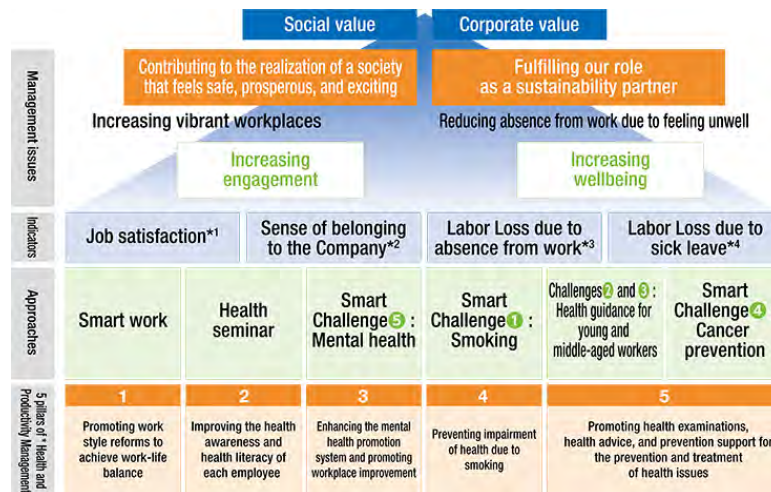 Social value
Corporate value
Management issues
Contributing to the realization of a society
that feels safe, prosperous, and exciting
Fulfilling our role
as a sustainability partner
Increasing vibrant workplaces
Reducing absence from work due to feeling unwell
Increasing
engagement
Increasing
wellbeing
Indicators
Job satisfaction*1
Sense of belonging
to the Company*2
Labor Loss due to
absence from work*3
Labor Loss due to
sick leave*4
Approaches
Smart work
Health
seminar
Smart
Challenge5 :
Mental health
Smart
Challenge1 :
Smoking
Challenges2 and 3 :
Health guidance for
young and
middle-aged workers
Smart
Challenge4
Cancer
prevention
5 pillars of " Health and
Productivity Management
1
Promoting work
style reforms to
achieve work-life
balance
2
Improving the health
awareness and
health literacy of
each employee
3
Enhancing the mental
health promotion
system and promoting
workplace improvement
4
Preventing impairment
of health due to
smoking
5
Promoting health examinations,
health advice, and prevention support for
the prevention and treatment
of health issues